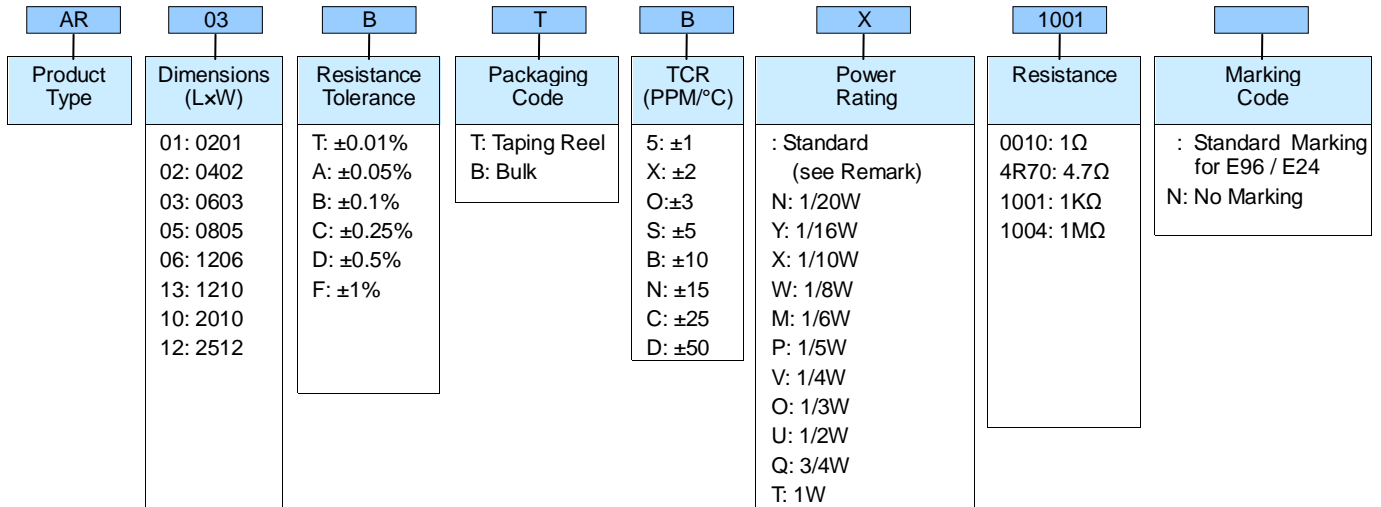 AR
03
B
T
B
X
1001
Product
Type
Dimensions
(L×W)
Resistance
Tolerance
Packaging
Code
TCR
(PPM/°C)
Power
Rating
Resistance
Marking
Code
01: 0201
02: 0402
03: 0603
05: 0805
06: 1206
13: 1210
10: 2010
12: 2512
T: ±0.01%
A: ±0.05%
B: ±0.1%
C: ±0.25%
D: ±0.5%
F: ±1%
T: Taping Reel
B: Bulk
5: ±1
X: ±2
O:±3
S: ±5
B: ±10
N: ±15
C: ±25
D: ±50
: Standard
(see Remark)
N: 1/20W
Y: 1/16W
X: 1/10W
W: 1/8W
M: 1/6W
P: 1/5W
V: 1/4W
O: 1/3W
U: 1/2W
Q: 3/4W
T: 1W
0010: 1Ω
4R70: 4.7Ω
1001: 1KΩ
1004: 1MΩ
: Standard Marking
for E96 / E24
N: No Marking